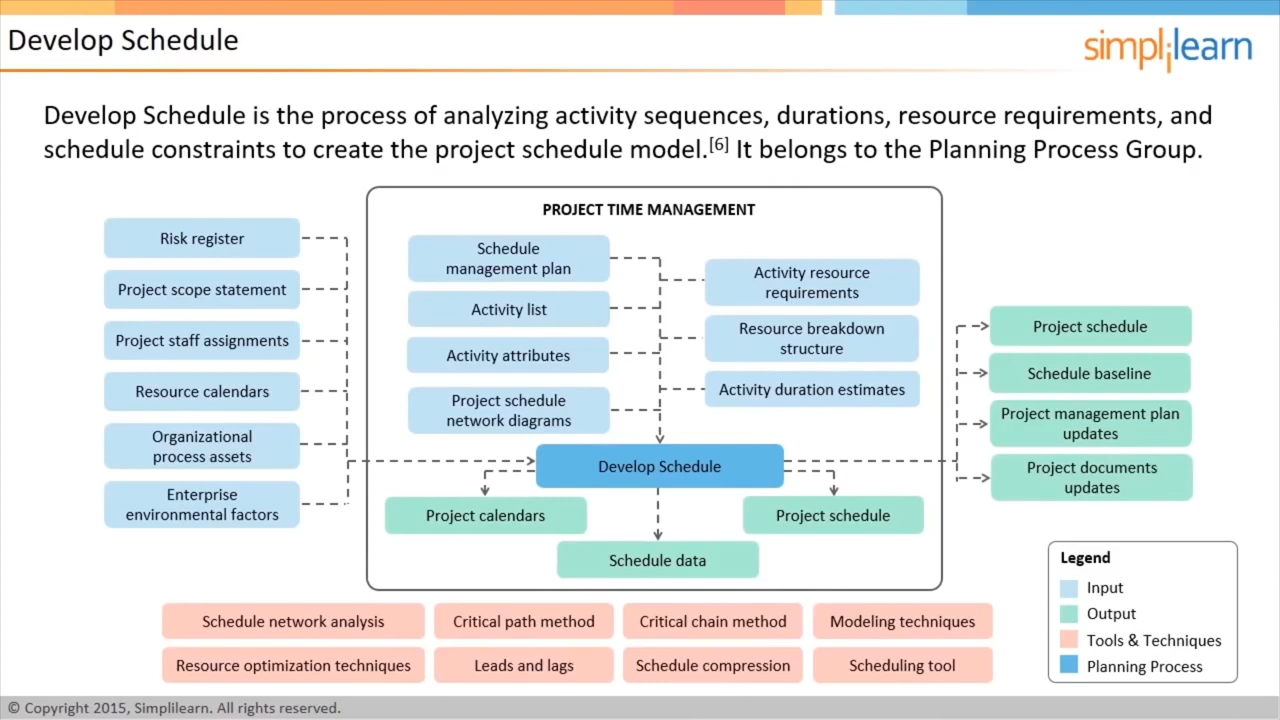 Develop Schedule
simplilearn
Develop Schedule is the process of analyzing activity sequences, durations, resource requirements, and
schedule constraints to create the project schedule model.[6] It belongs to the Planning Process Group.
PROJECT TIME MANAGEMENT
Risk register
Project scope statement
Project staff assignments
Resource calendars
Organizational
process assets
Enterprise
environmental factors
Schedule
management plan
Activity list
Activity attributes
Project schedule
network diagrams
Activity resource
requirements
Resource breakdown
structure
Activity duration estimates
Develop Schedule
Project calendars
Project schedule
Schedule data
Project schedule
Schedule baseline
Project management plan
updates
Project documents
updates
Legend
Input
Output
Tools & Techniques
Planning Process
Schedule network analysis
Critical path method
Critical chain method
Modeling techniques
Resource optimization techniques
Leads and lags
Schedule compression
Scheduling tool
© Copyright 2015, Simplilearn. All rights reserved.